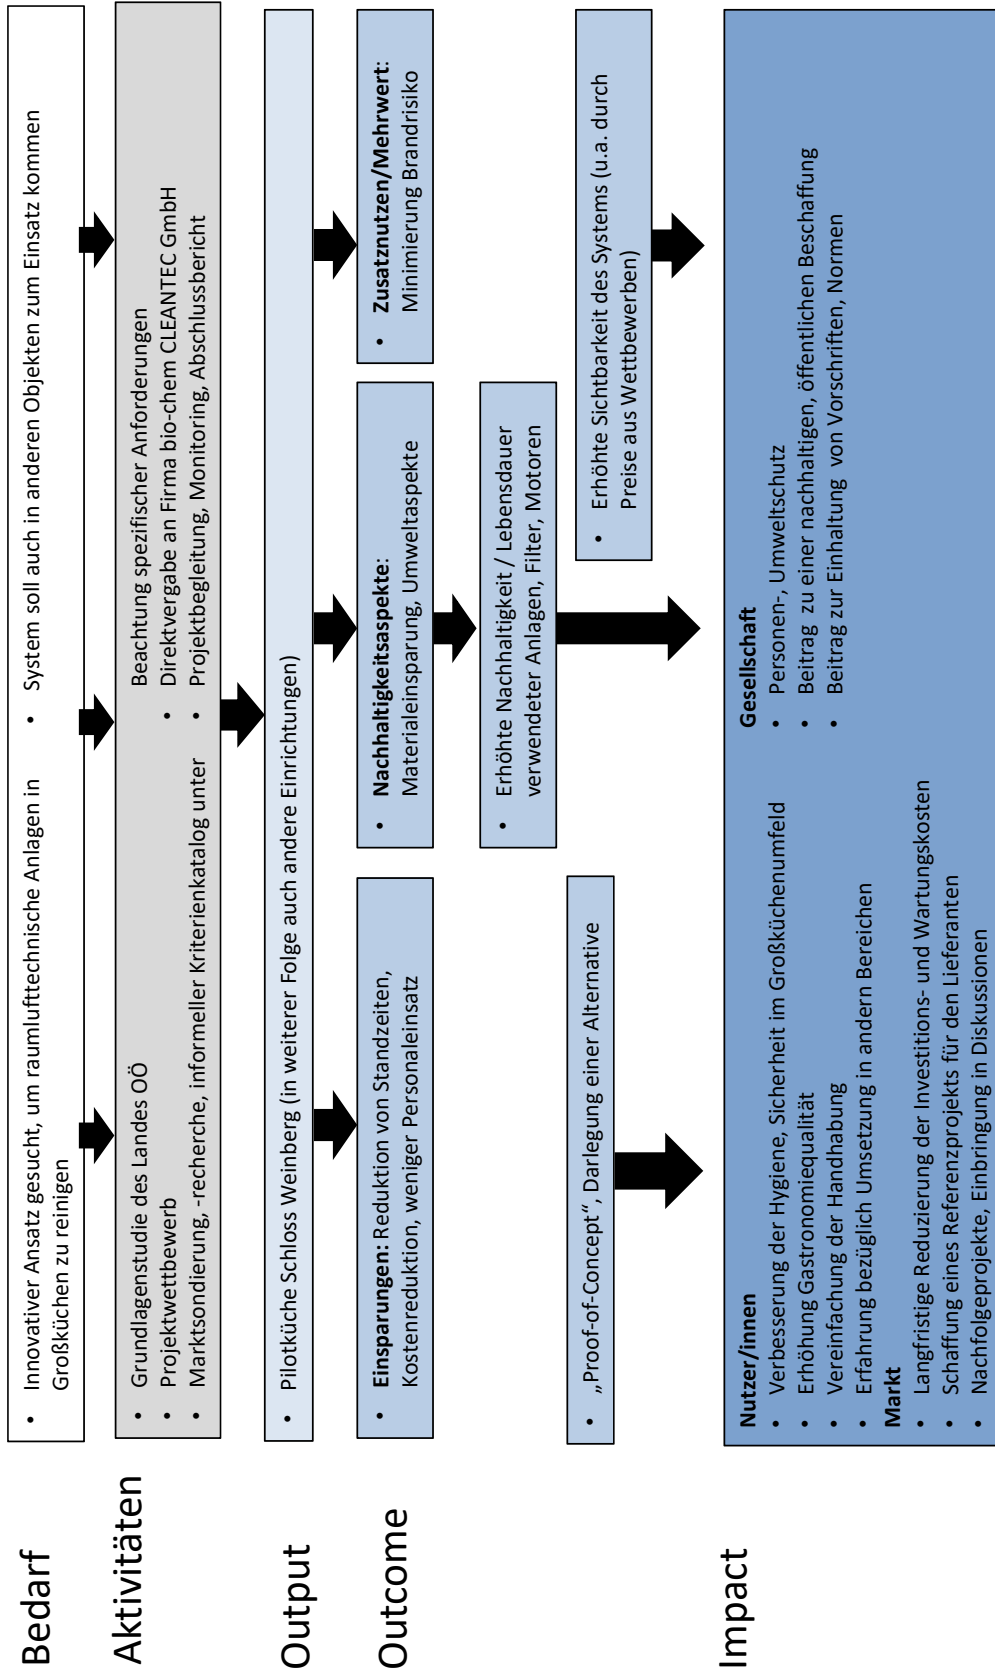 Bedarf
• Innovativer Ansatz gesucht, um raumlufttechnische Anlagen in
Großküchen zu reinigen
• System soll auch in anderen Objekten zum Einsatz kommen
Aktivitäten
• Grundlagenstudie des Landes OÖ
• Projektwettbewerb
• Marktsondierung, -recherche, informeller Kriterienkatalog unter
Beachtung spezifischer Anforderungen
• Direktvergabe an Firma bio-chem CLEANTEC GmbH
• Projektbegleitung, Monitoring, Abschlussbericht
Output
• Pilotküche Schloss Weinberg (in weiterer Folge auch andere Einrichtungen)
Outcome
• Einsparungen: Reduktion von Standzeiten,
Kostenreduktion, weniger Personaleinsatz
• Nachhaltigkeitsaspekte:
Materialeinsparung, Umweltaspekte
• Zusatznutzen/Mehrwert:
Minimierung Brandrisiko
• Erhöhte Nachhaltigkeit / Lebensdauer
verwendeter Anlagen, Filter, Motoren
• „Proof-of-Concept“, Darlegung einer Alternative
• Erhöhte Sichtbarkeit des Systems (u.a. durch
Preise aus Wettbewerben)
Impact
Nutzer/innen
• Verbesserung der Hygiene, Sicherheit im Großküchenumfeld
• Erhöhung Gastronomiequalität
• Vereinfachung der Handhabung
• Erfahrung bezüglich Umsetzung in andern Bereichen
Markt
• Langfristige Reduzierung der Investitions- und Wartungskosten
• Schaffung eines Referenzprojekts für den Lieferanten
• Nachfolgeprojekte, Einbringung in Diskussionen
Gesellschaft
• Personen-, Umweltschutz
• Beitrag zu einer nachhaltigen, öffentlichen Beschaffung
• Beitrag zur Einhaltung von Vorschriften, Normen